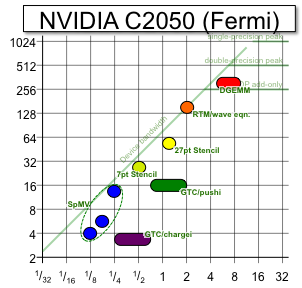 NVIDIA C2050 (Fermi)
1024
single-precision peak
512
double-precision peak
256
DP add-only
DGEMM
128
RTM/wave eqn.
Device bandwidth
64
27pt Stencil
32
7pt Stencil
16
GTC/pushi
SpMV
8
GTC/chargei
4
2
1/32 1/16 1/8 1/4 1/2 1 2 4 8 16 32